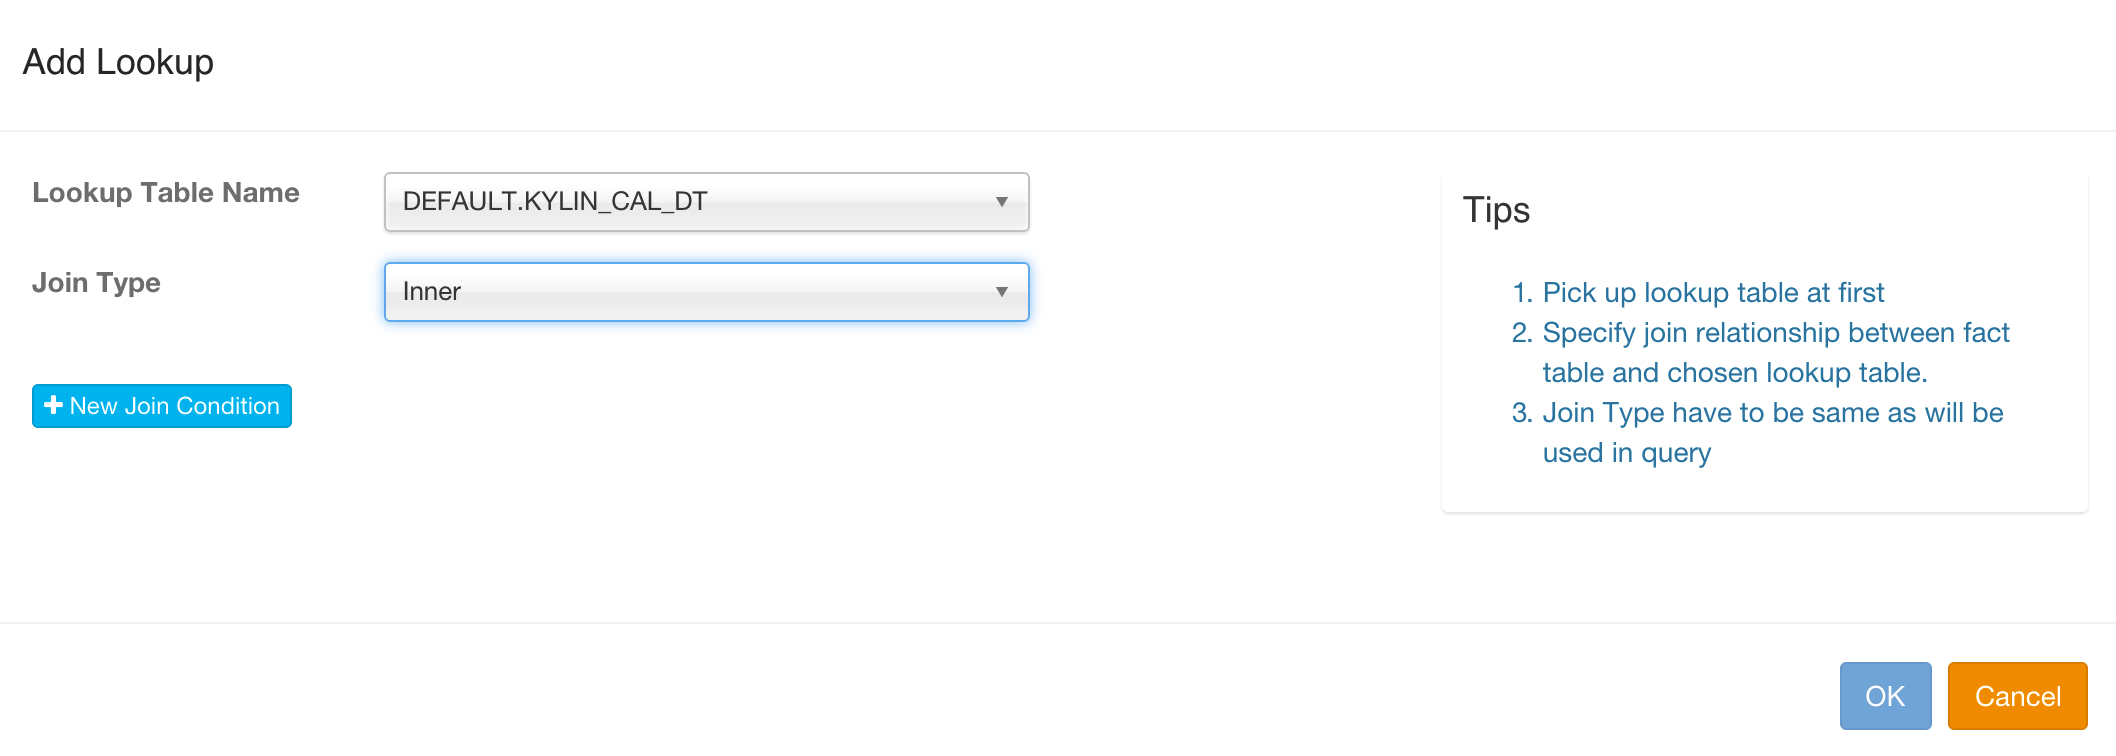 Add Lookup
Lookup Table Name
DEFAULT.KYLIN_CAL_DT
Join Type
Inner
New Join Condition
Tips
1. Pick up lookup table at first
2. Specify join relationship between fact
table and chosen lookup table.
3. Join Type have to be same as will be
used in query
OK
Cancel